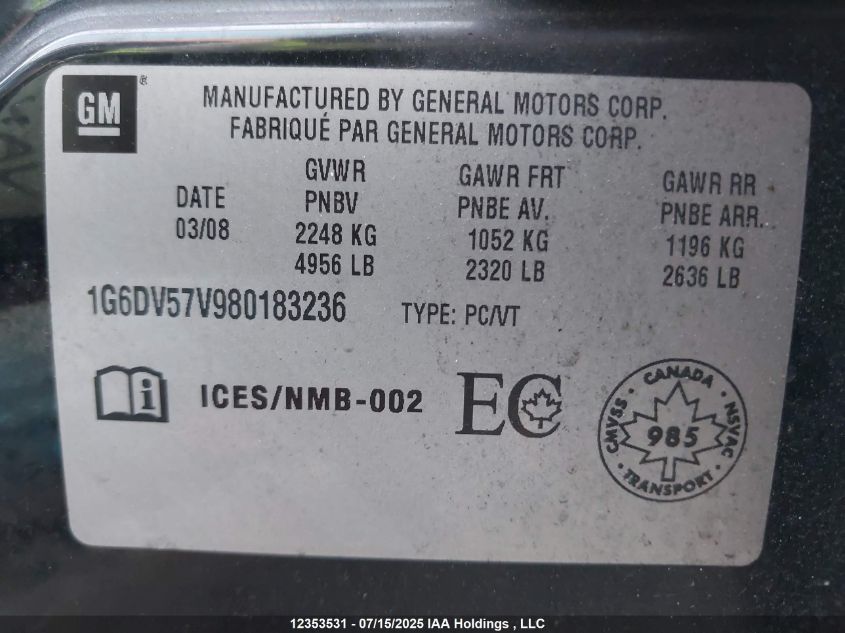 GM ®
MANUFACTURED BY GENERAL MOTORS CORP.
FABRIQUÉ PAR GENERAL MOTORS CORP.
DATE GVWR GAWR FRT GAWR RR
PNBV PNBE AV. PNBE ARR.
03/08 2248 KG 1052 KG 1196 KG
4956 LB 2320 LB 2636 LB
1G6DV57V980183236 TYPE: PC/VT
i ICES/NMB-002 EC
CANADA
CMVSS 985 NSVAC
TRANSPORT
12353531 - 07/15/2025 IAA Holdings , LLC